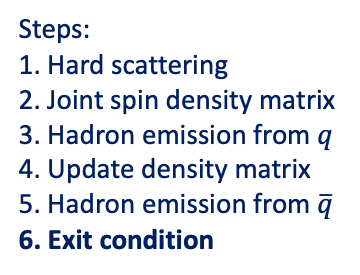 Steps:
1. Hard scattering
2. Joint spin density matrix
3. Hadron emission from q
4. Update density matrix
5. Hadron emission from q̅
6. Exit condition